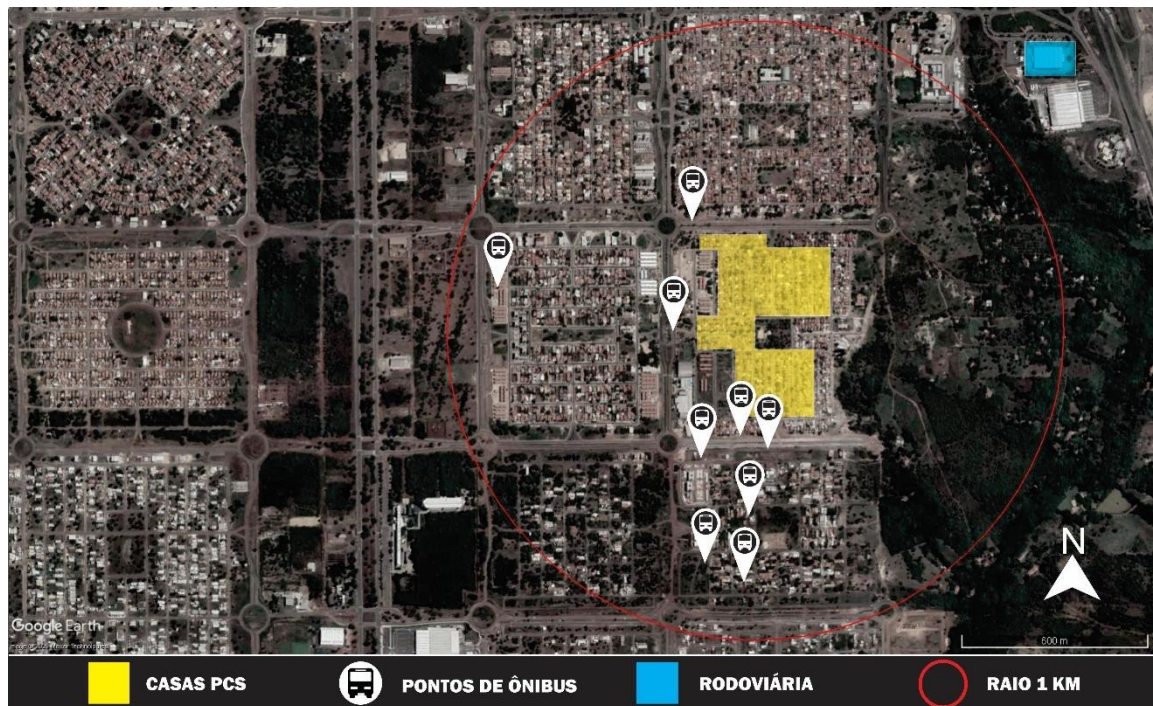 N
Google Earth
600 m
CASAS PCS
PONTOS DE ÔNIBUS
RODOVIÁRIA
RAIO 1 KM